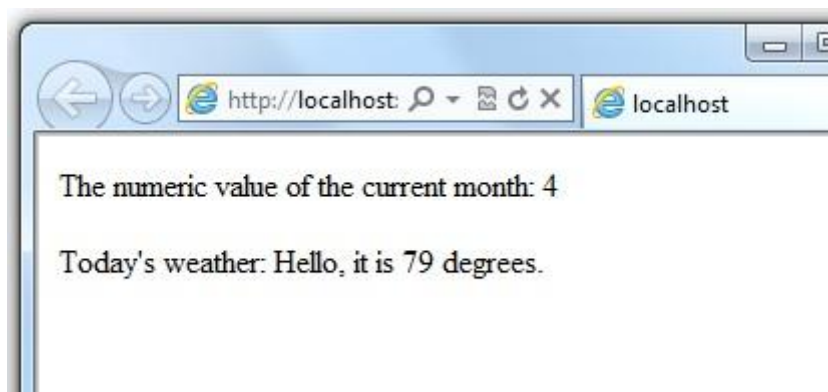 http://localhost:
localhost
The numeric value of the current month: 4
Today's weather: Hello, it is 79 degrees.